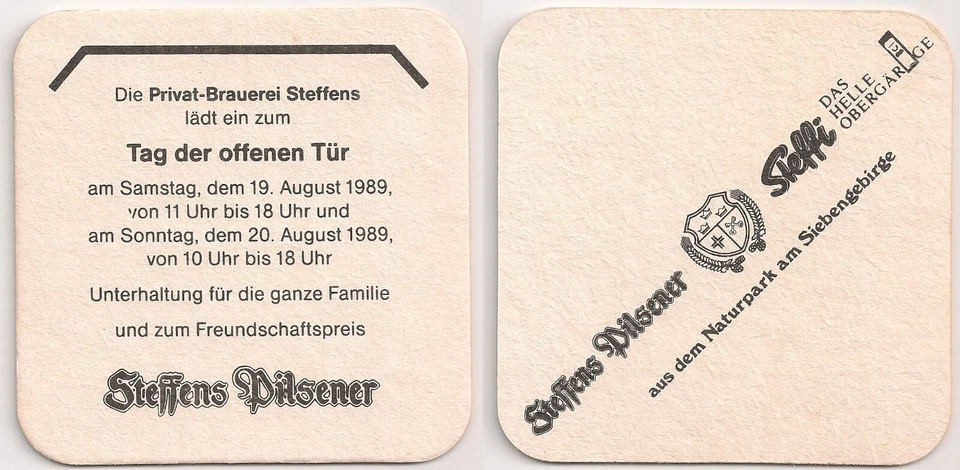 Die Privat-Brauerei Steffens
lädt ein zum
Tag der offenen Tür
am Samstag, dem 19. August 1989,
von 11 Uhr bis 18 Uhr und
am Sonntag, dem 20. August 1989,
von 10 Uhr bis 18 Uhr
Unterhaltung für die ganze Familie
und zum Freundschaftspreis
Steffens Pilsener
Steffens Pilsener
Steffi
DAS
HELLE
OBERGÄRIGE
aus dem Naturpark am Siebengebirge